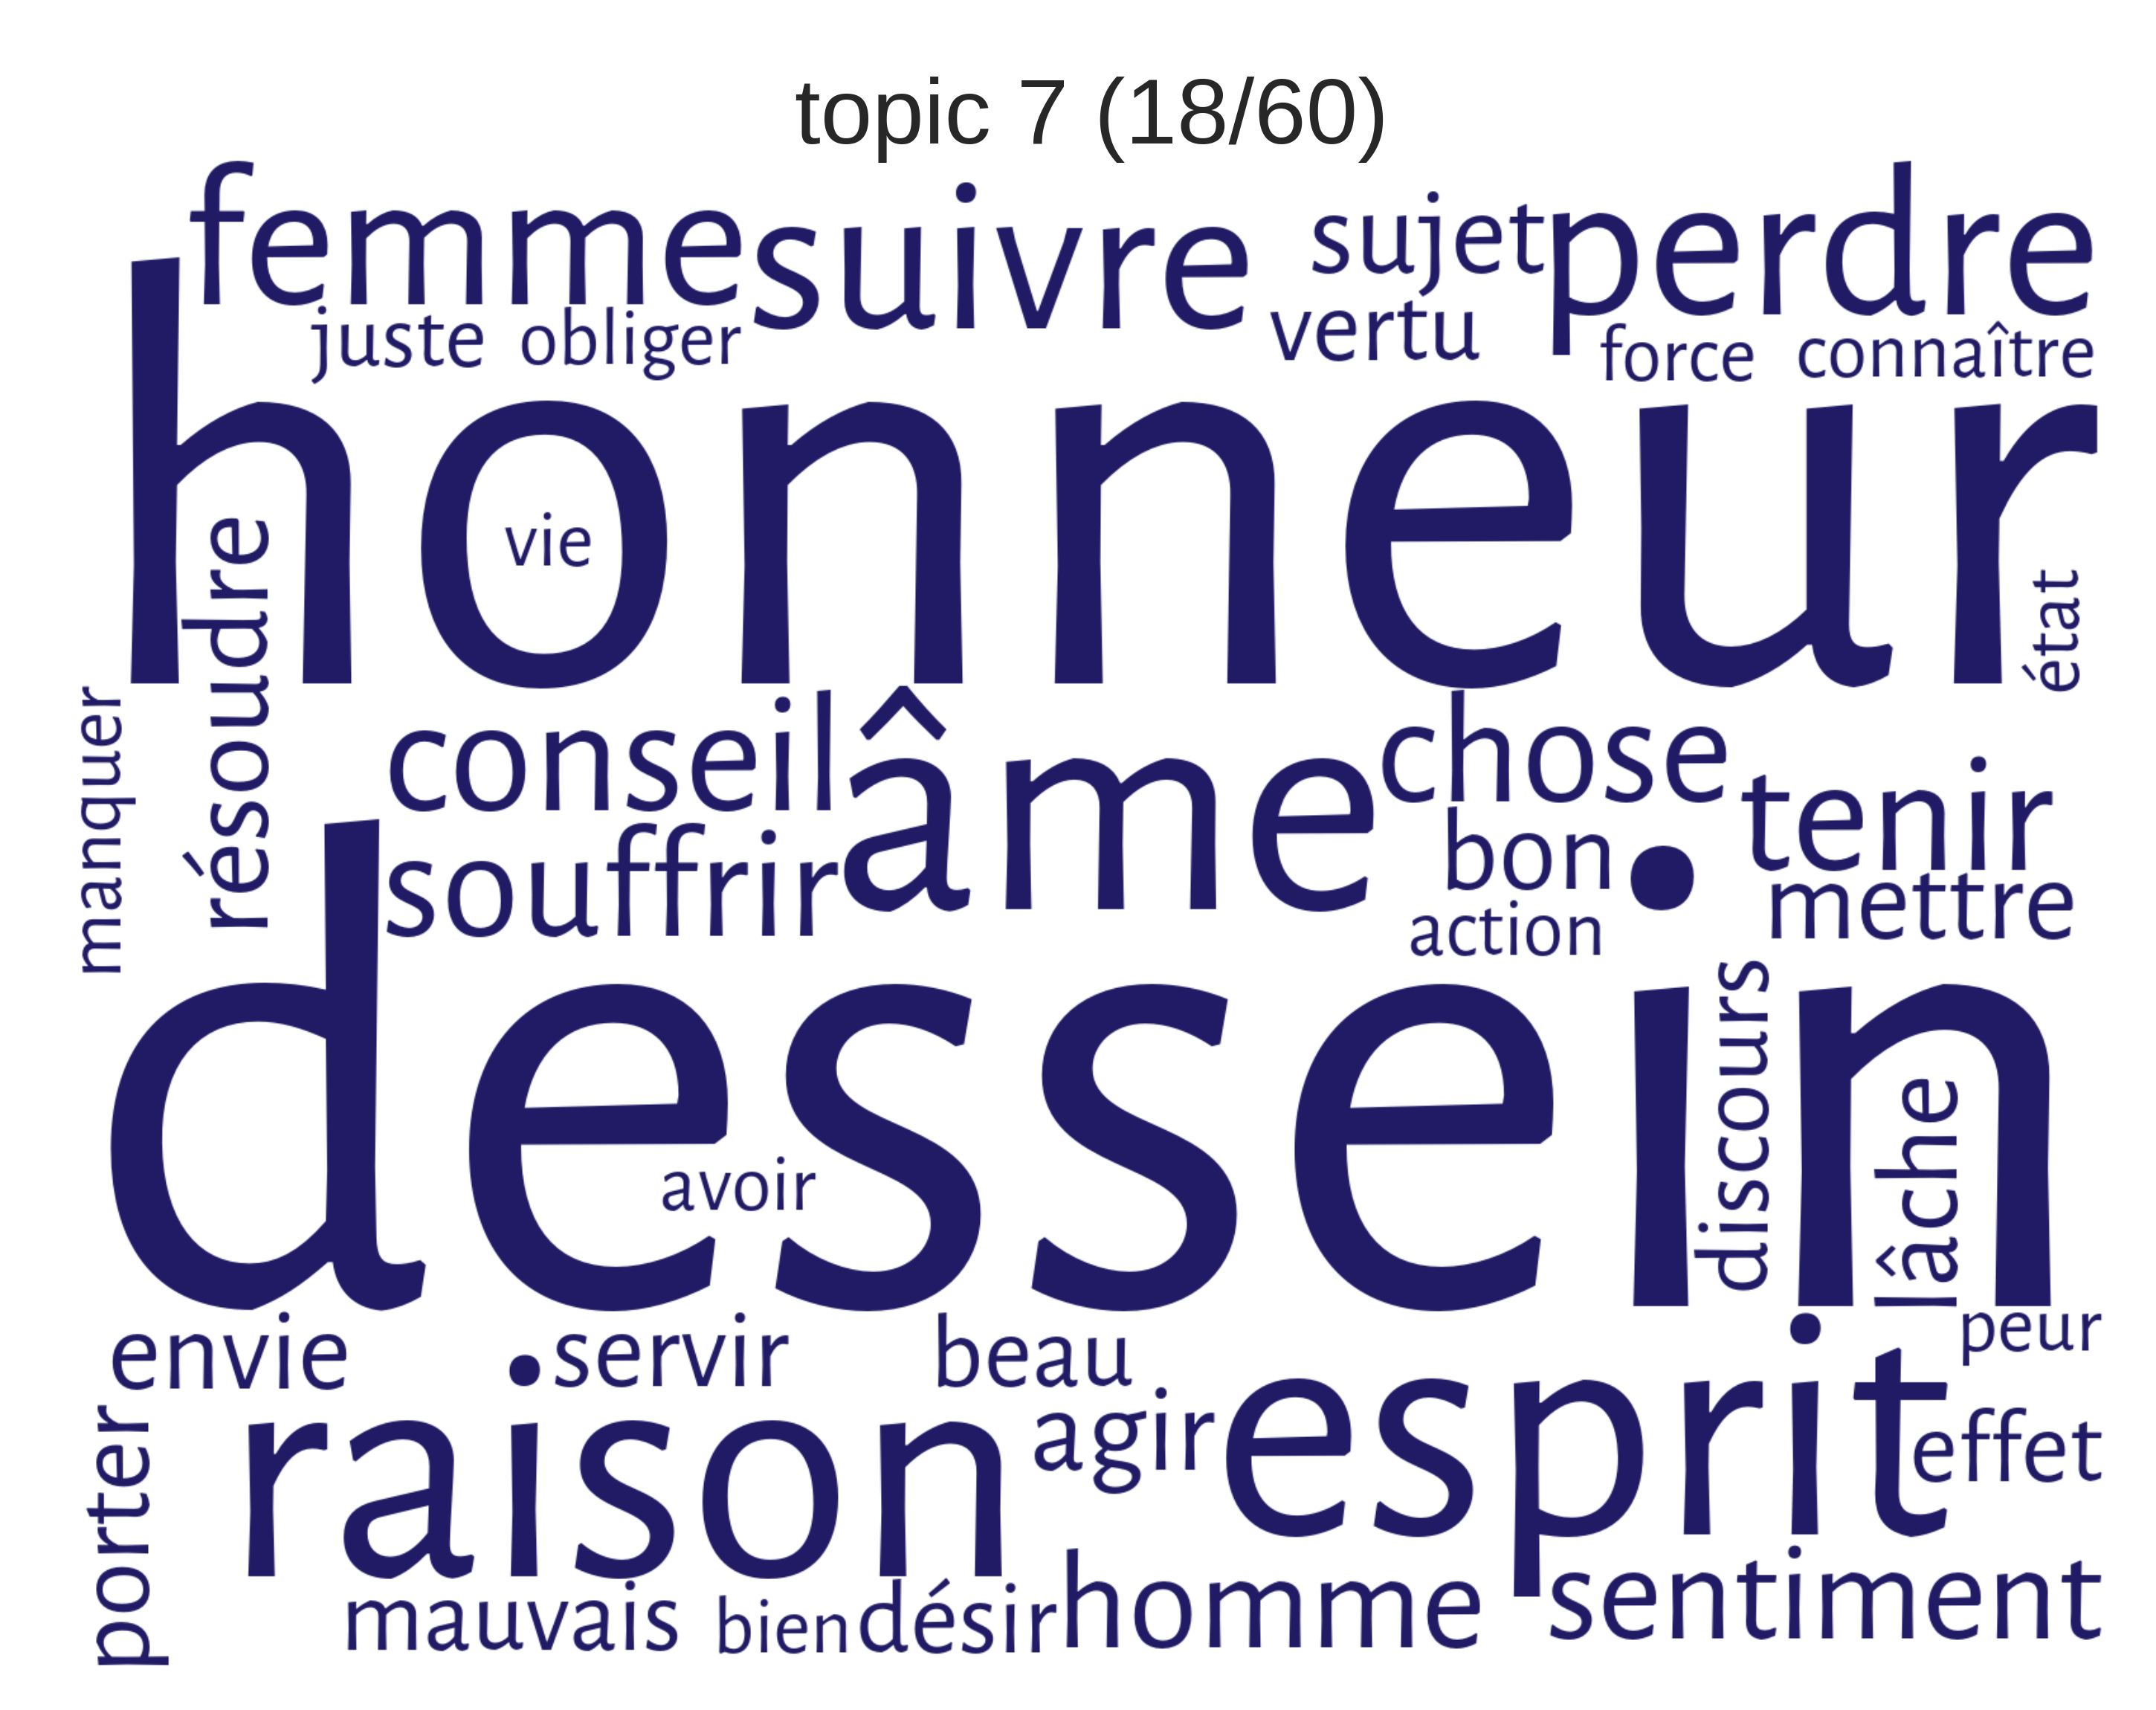 topic 7 (18/60)
femme suivre sujet perdre
juste obliger vertu force connaître
honneur
vie
résoudre
état
manquer
conseil âme chose tenir
souffrir bon mettre
action
dessein
discours
lâche
avoir
envie servir beau peur
raison agir esprit effet
porter
mauvais bien désir homme sentiment